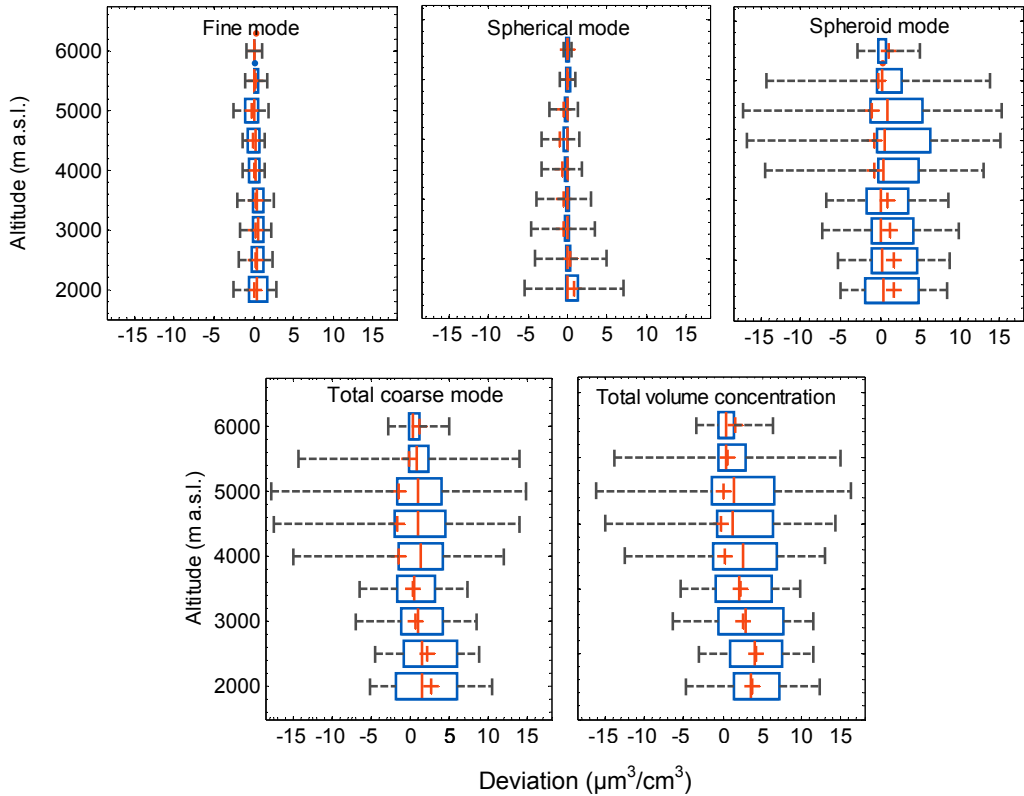 Fine mode
Spherical mode
Spheroid mode
Altitude (m a.s.l.)
6000
5000
4000
3000
2000
-15 -10 -5 0 5 10 15
-15 -10 -5 0 5 10 15
-15 -10 -5 0 5 10 15
Total coarse mode
Total volume concentration
Altitude (m a.s.l.)
6000
5000
4000
3000
2000
-15 -10 -5 0 5 10 15
-15 -10 -5 0 5 10 15
Deviation (µm³/cm³)